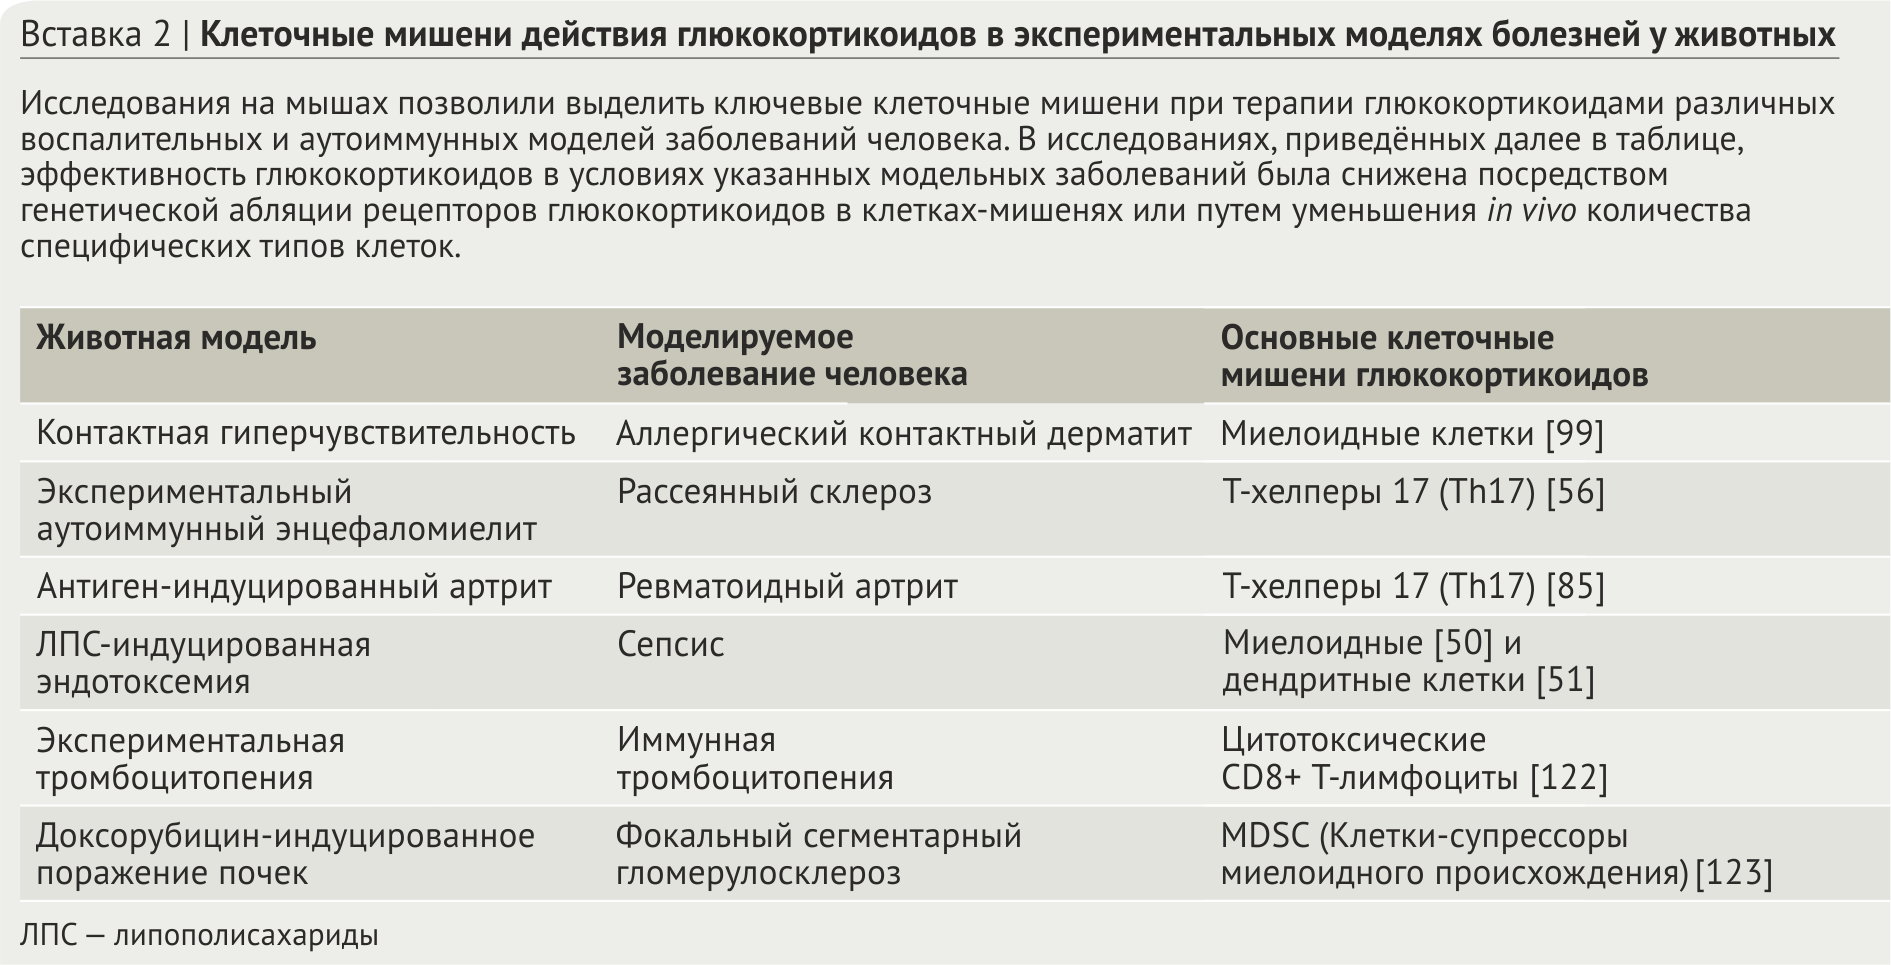 Вставка 2 | Клеточные мишени действия глюкокортикоидов в экспериментальных моделях болезней у животных
Исследования на мышах позволили выделить ключевые клеточные мишени при терапии глюкокортикоидами различных
воспалительных и аутоиммунных моделей заболеваний человека. В исследованиях, приведённых далее в таблице,
эффективность глюкокортикоидов в условиях указанных модельных заболеваний была снижена посредством
генетической абляции рецепторов глюкокортикоидов в клетках-мишенях или путем уменьшения in vivo количества
специфических типов клеток.
Животная модель
Моделируемое
заболевание человека
Основные клеточные
мишени глюкокортикоидов
Контактная гиперчувствительность
Аллергический контактный дерматит
Миелоидные клетки [99]
Экспериментальный
аутоиммунный энцефаломиелит
Рассеянный склероз
Т-хелперы 17 (Th17) [56]
Антиген-индуцированный артрит
Ревматоидный артрит
Т-хелперы 17 (Th17) [85]
ЛПС-индуцированная
эндотоксемия
Сепсис
Миелоидные [50] и
дендритные клетки [51]
Экспериментальная
тромбоцитопения
Иммунная
тромбоцитопения
Цитотоксические
CD8+ Т-лимфоциты [122]
Доксорубицин-индуцированное
поражение почек
Фокальный сегментарный
гломерулосклероз
MDSC (Клетки-супрессоры
миелоидного происхождения) [123]
ЛПС — липополисахариды